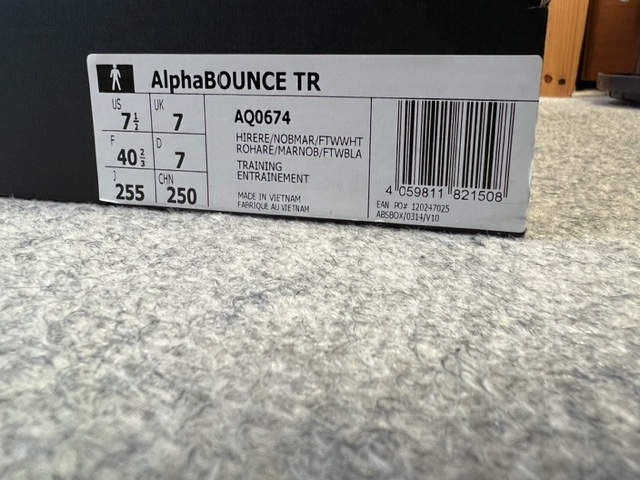 AlphaBOUNCE TR
US 7½ UK 7
F 40⅔ D 7
J 255 CHN 250
AQ0674
HIRERE/NOBMAR/FTWWHT
ROHARE/MARNOB/FTWBLA
TRAINING
ENTRAINEMENT
MADE IN VIETNAM
FABRIQUE AU VIETNAM
4 059811 821508
EAN PO# 120247025
ABSBOX/0314/V10